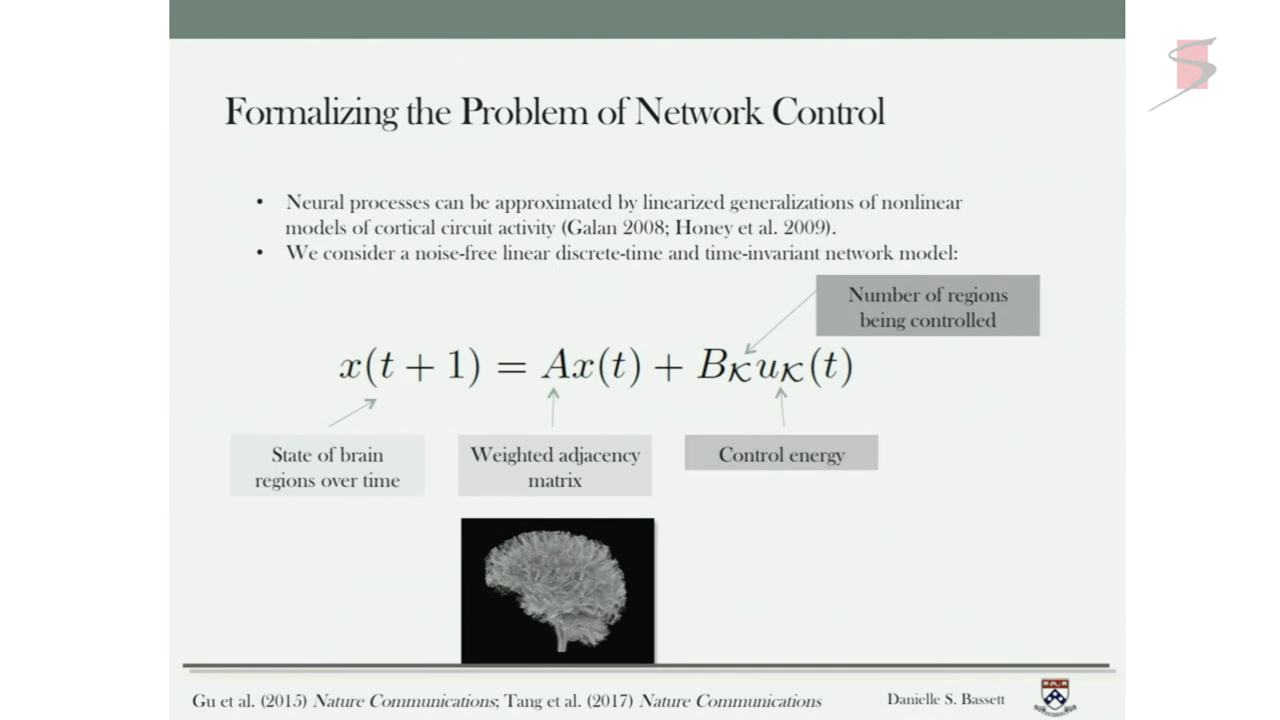 Formalizing the Problem of Network Control
• Neural processes can be approximated by linearized generalizations of nonlinear
models of cortical circuit activity (Galan 2008; Honey et al. 2009).
• We consider a noise-free linear discrete-time and time-invariant network model:
Number of regions
being controlled
x(t + 1) = Ax(t) + B_𝒦 u_𝒦(t)
State of brain
regions over time
Weighted adjacency
matrix
Control energy
Gu et al. (2015) Nature Communications; Tang et al. (2017) Nature Communications
Danielle S. Bassett